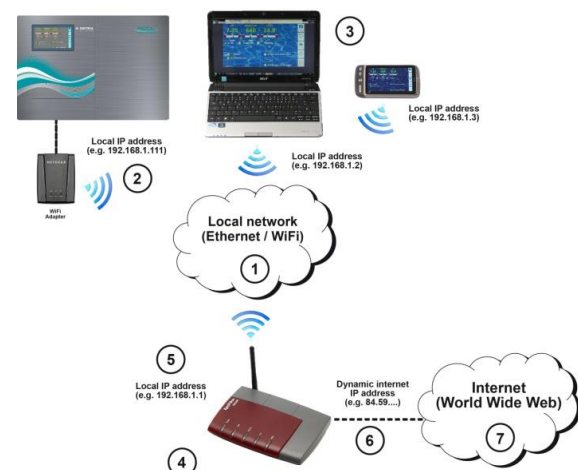 3
Local IP address
(e.g. 192.168.1.3)
Local IP address
(e.g. 192.168.1.111)
2
NETGEAR
WiFi
Adapter
Local IP address
(e.g. 192.168.1.2)
Local network
(Ethernet / WiFi)
1
5
Local IP address
(e.g. 192.168.1.1)
Dynamic internet
IP address
(e.g. 84.59....)
Internet
(World Wide Web)
6
7
4